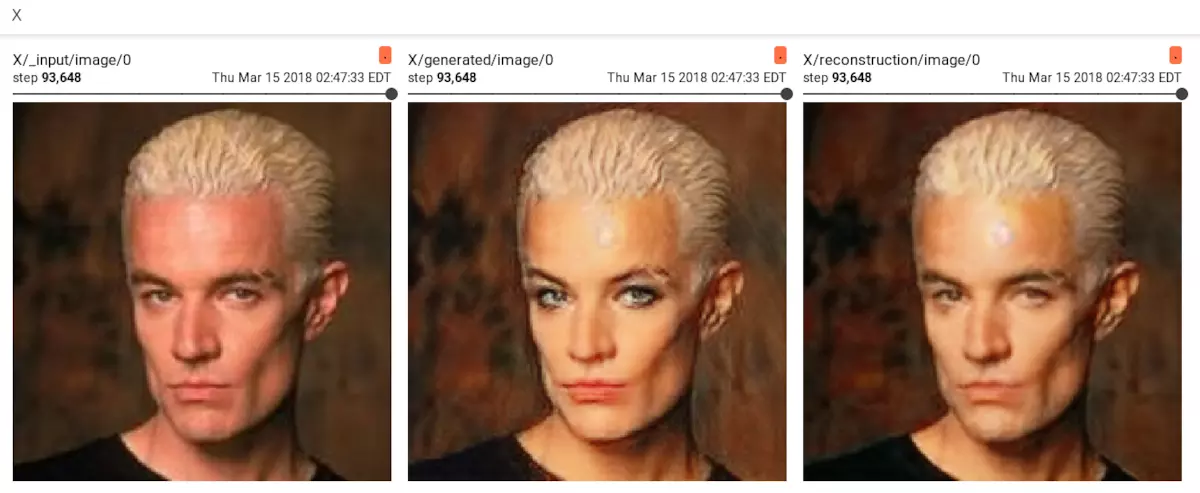 X
X/_input/image/0
.
step 93,648 Thu Mar 15 2018 02:47:33 EDT
X/generated/image/0
.
step 93,648 Thu Mar 15 2018 02:47:33 EDT
X/reconstruction/image/0
.
step 93,648 Thu Mar 15 2018 02:47:33 EDT